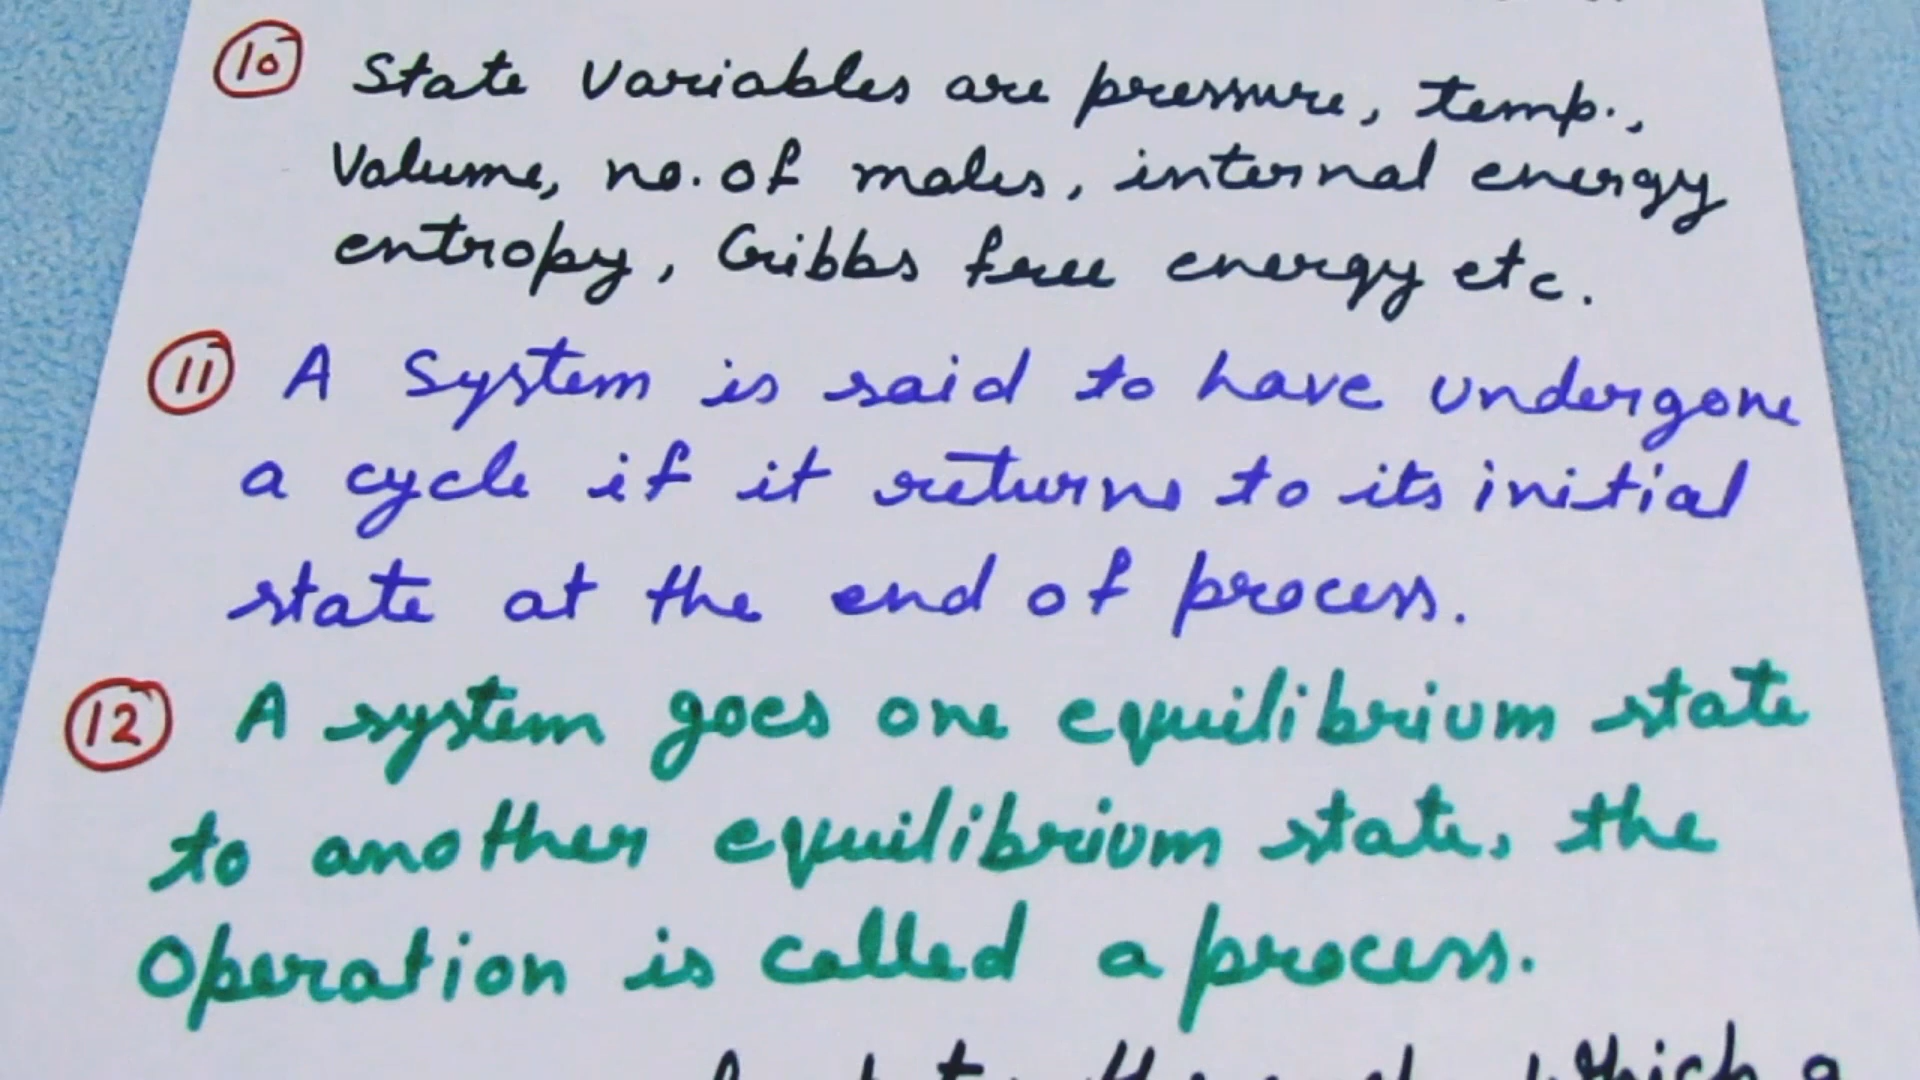 10 State Variables are pressure, temp.,
Volume, no. of moles, internal energy
entropy, Gibbs free energy etc.
11 A System is said to have undergone
a cycle if it returns to its initial
state at the end of process.
12 A system goes one equilibrium state
to another equilibrium state, the
Operation is called a process.
which a